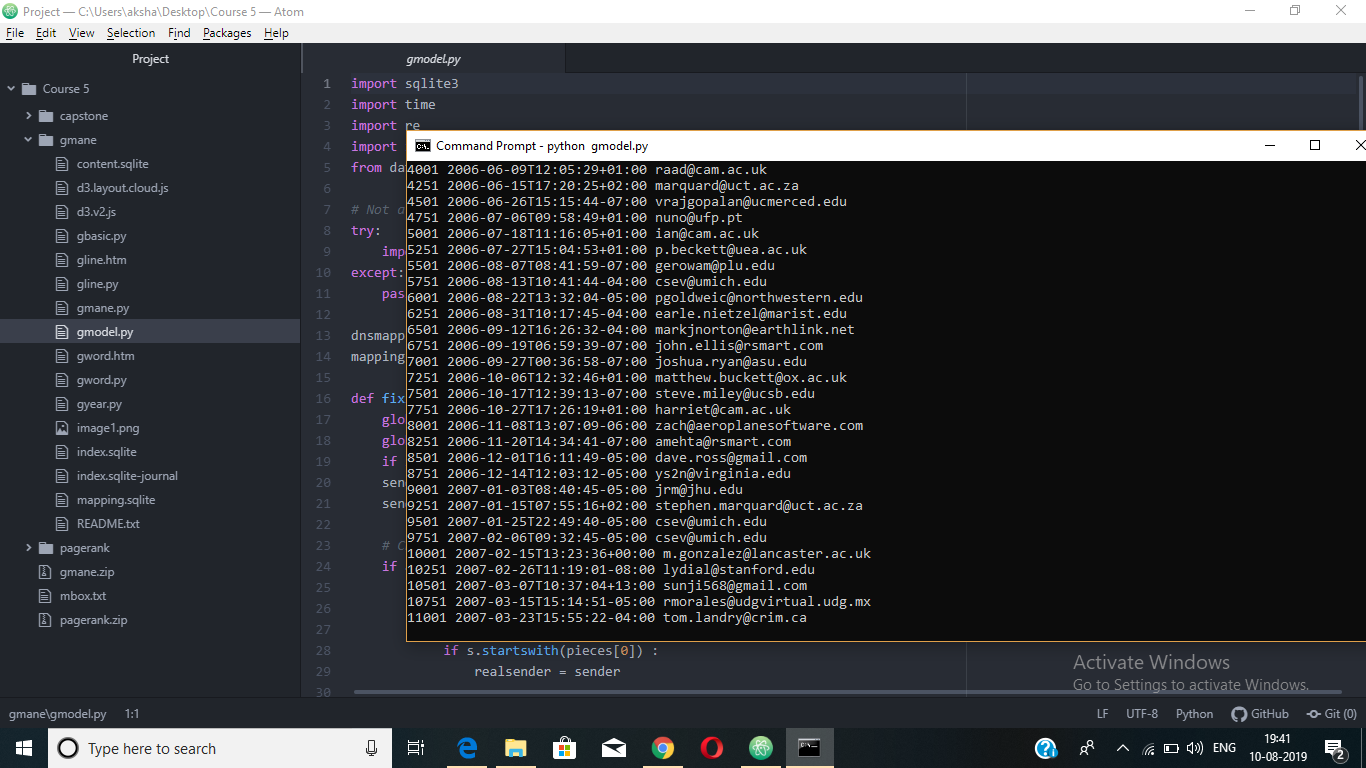 Project — C:\Users\aksha\Desktop\Course 5 — Atom
File Edit View Selection Find Packages Help
Project
Course 5
capstone
gmane
content.sqlite
d3.layout.cloud.js
d3.v2.js
gbasic.py
gline.htm
gline.py
gmane.py
gmodel.py
gword.htm
gword.py
gyear.py
image1.png
index.sqlite
index.sqlite-journal
mapping.sqlite
README.txt
pagerank
gmane.zip
mbox.txt
pagerank.zip
gmodel.py
1 import sqlite3
2 import time
3 import re
4 import
5 from da
6
7 # Not a
8 try:
9 imp
10 except:
11 pas
12
13 dnsmapp
14 mapping
15
16 def fix
17 glo
18 glo
19 if
20 sen
21 sen
22
23 # C
24 if
25
26
27
28 if s.startswith(pieces[0]) :
29 realsender = sender
30
Command Prompt - python gmodel.py
4001 2006-06-09T12:05:29+01:00 raad@cam.ac.uk
4251 2006-06-15T17:20:25+02:00 marquard@uct.ac.za
4501 2006-06-26T15:15:44-07:00 vrajgopalan@ucmerced.edu
4751 2006-07-06T09:58:49+01:00 nuno@ufp.pt
5001 2006-07-18T11:16:05+01:00 ian@cam.ac.uk
5251 2006-07-27T15:04:53+01:00 p.beckett@uea.ac.uk
5501 2006-08-07T08:41:59-07:00 gerowam@plu.edu
5751 2006-08-13T10:41:44-04:00 csev@umich.edu
6001 2006-08-22T13:32:04-05:00 pgoldweic@northwestern.edu
6251 2006-08-31T10:17:45-04:00 earle.nietzel@marist.edu
6501 2006-09-12T16:26:32-04:00 markjnorton@earthlink.net
6751 2006-09-19T06:59:39-07:00 john.ellis@rsmart.com
7001 2006-09-27T00:36:58-07:00 joshua.ryan@asu.edu
7251 2006-10-06T12:32:46+01:00 matthew.buckett@ox.ac.uk
7501 2006-10-17T12:39:13-07:00 steve.miley@ucsb.edu
7751 2006-10-27T17:26:19+01:00 harriet@cam.ac.uk
8001 2006-11-08T13:07:09-06:00 zach@aeroplanesoftware.com
8251 2006-11-20T14:34:41-07:00 amehta@rsmart.com
8501 2006-12-01T16:11:49-05:00 dave.ross@gmail.com
8751 2006-12-14T12:03:12-05:00 ys2n@virginia.edu
9001 2007-01-03T08:40:45-05:00 jrm@jhu.edu
9251 2007-01-15T07:55:16+02:00 stephen.marquard@uct.ac.za
9501 2007-01-25T22:49:40-05:00 csev@umich.edu
9751 2007-02-06T09:32:45-05:00 csev@umich.edu
10001 2007-02-15T13:23:36+00:00 m.gonzalez@lancaster.ac.uk
10251 2007-02-26T11:19:01-08:00 lydial@stanford.edu
10501 2007-03-07T10:37:04+13:00 sunji568@gmail.com
10751 2007-03-15T15:14:51-05:00 rmorales@udgvirtual.udg.mx
11001 2007-03-23T15:55:22-04:00 tom.landry@crim.ca
Activate Windows
Go to Settings to activate Windows.
gmane\gmodel.py 1:1 LF UTF-8 Python GitHub Git (0)
Type here to search
ENG
19:41
10-08-2019
2